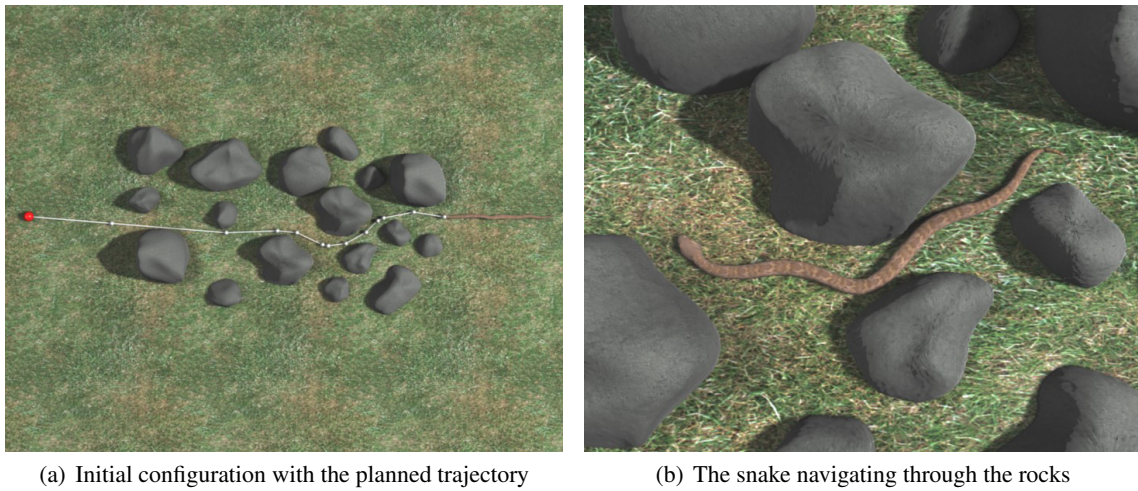 (a) Initial configuration with the planned trajectory
(b) The snake navigating through the rocks